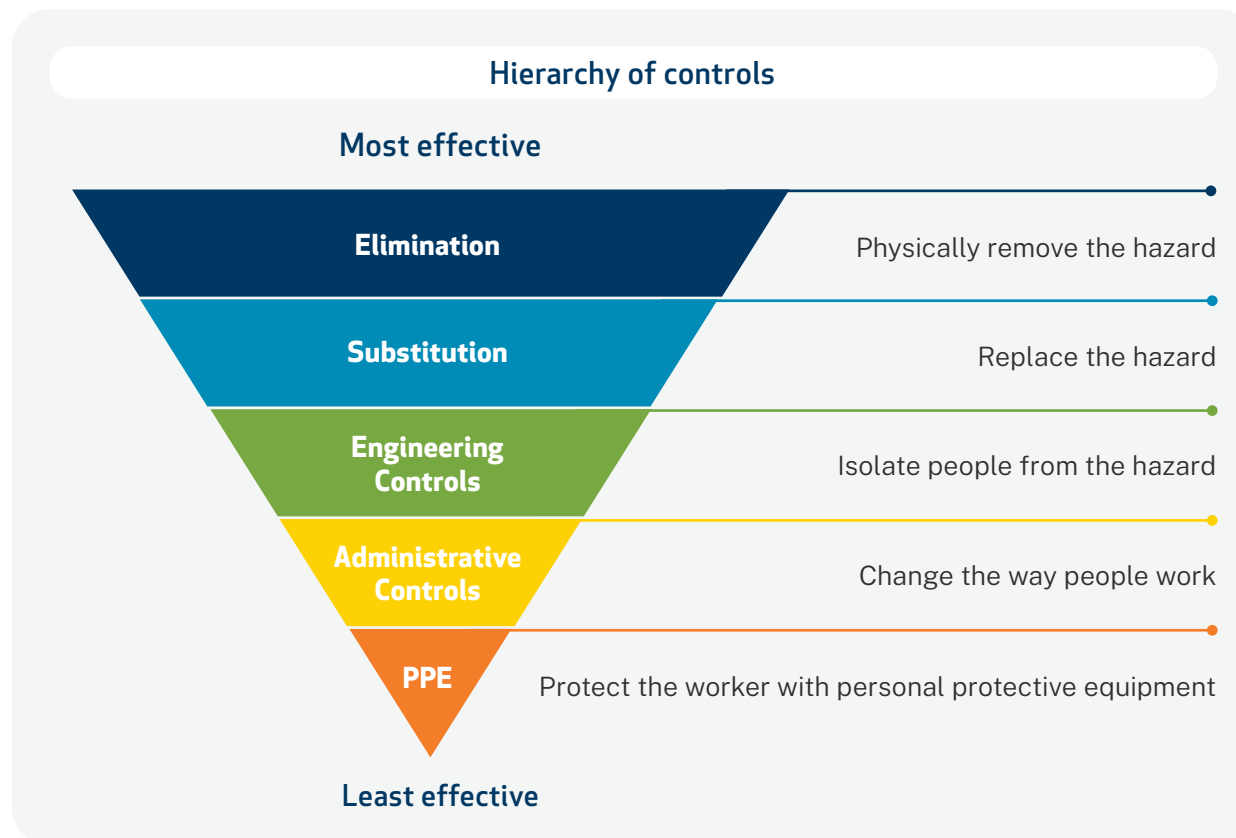 Hierarchy of controls
Most effective
Elimination
Physically remove the hazard
Substitution
Replace the hazard
Engineering
Controls
Isolate people from the hazard
Administrative
Controls
Change the way people work
PPE
Protect the worker with personal protective equipment
Least effective